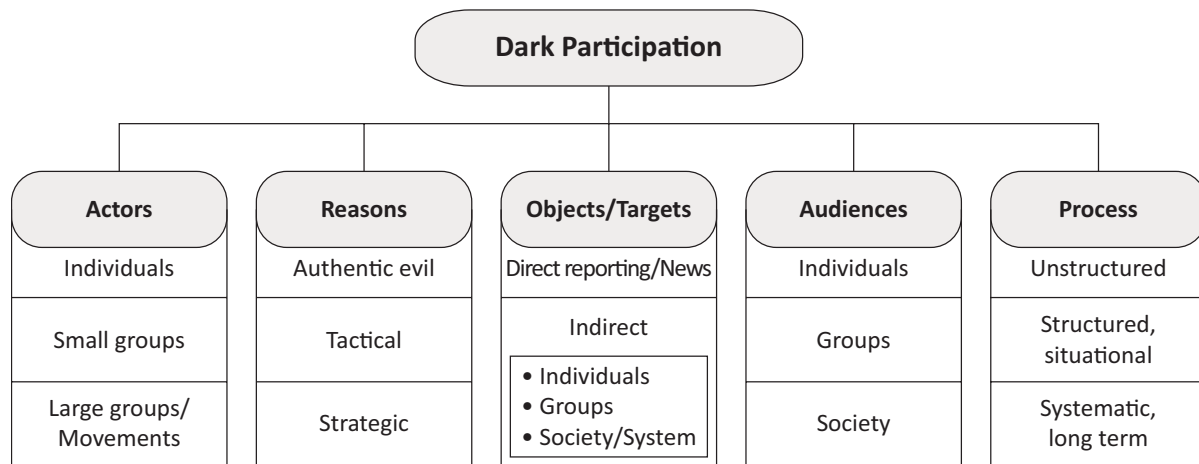 Dark Participation
Actors
Individuals
Small groups
Large groups/
Movements
Reasons
Authentic evil
Tactical
Strategic
Objects/Targets
Direct reporting/News
Indirect
• Individuals
• Groups
• Society/System
Audiences
Individuals
Groups
Society
Process
Unstructured
Structured,
situational
Systematic,
long term